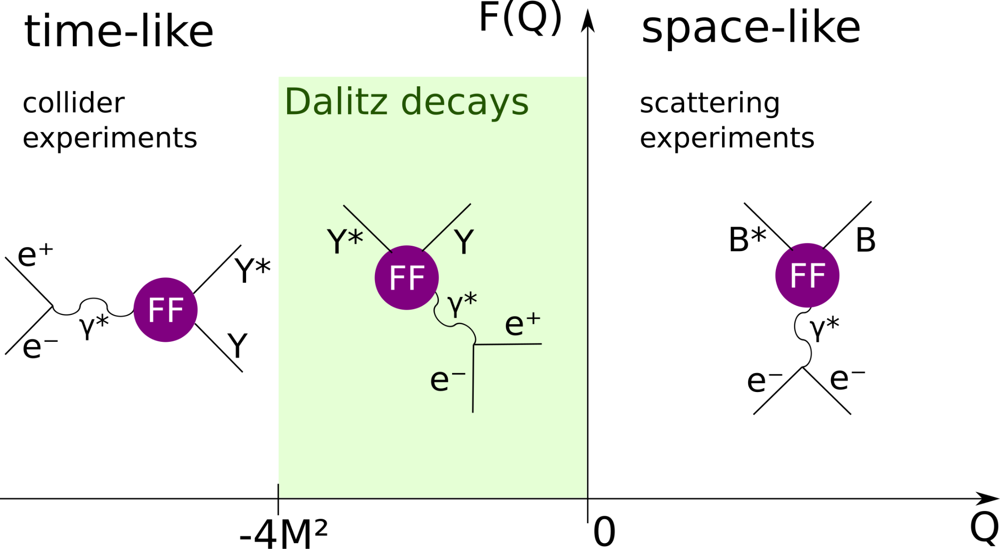 time-like
F(Q)
space-like
collider
experiments
Dalitz decays
scattering
experiments
e⁺
e⁻
γ*
FF
Y*
Y
Y*
Y
FF
γ*
e⁺
e⁻
B*
B
FF
γ*
e⁻
e⁻
-4M²
0
Q